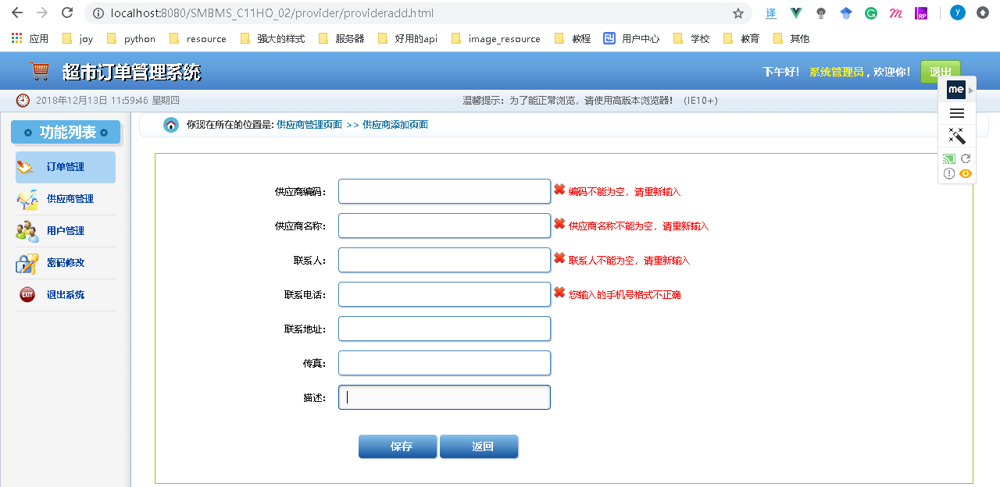 localhost:8080/SMBMS_C11HO_02/provider/provideradd.html 译 RP y
应用 joy python resource 强大的样式 服务器 好用的api image_resource 教程 用户中心 学校 教育 其他
超市订单管理系统 下午好! 系统管理员, 欢迎你! 退出
2018年12月13日 11:59:46 星期四 温馨提示: 为了能正常浏览, 请使用高版本浏览器! (IE10+)
me
功能列表 你现在所在的位置是: 供应商管理页面 >> 供应商添加页面
订单管理
供应商管理
用户管理
密码修改
EXIT 退出系统
供应商编码: 编码不能为空, 请重新输入
供应商名称: 供应商名称不能为空, 请重新输入
联系人: 联系人不能为空, 请重新输入
联系电话: 您输入的手机号格式不正确
联系地址:
传真:
描述:
保存 返回